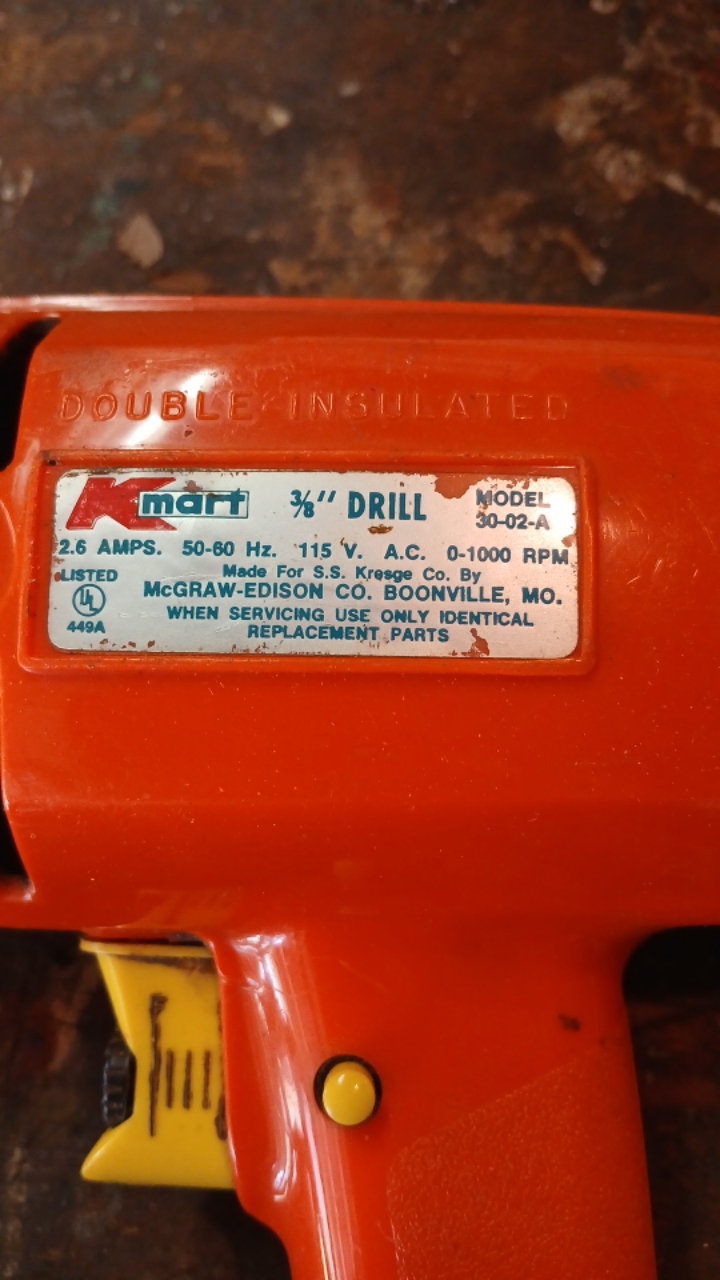 DOUBLE INSULATED
Kmart 3/8" DRILL MODEL 30-02-A
2.6 AMPS. 50-60 Hz. 115 V. A.C. 0-1000 RPM
LISTED UL 449A
Made For S.S. Kresge Co. By
McGRAW-EDISON CO. BOONVILLE, MO.
WHEN SERVICING USE ONLY IDENTICAL
REPLACEMENT PARTS